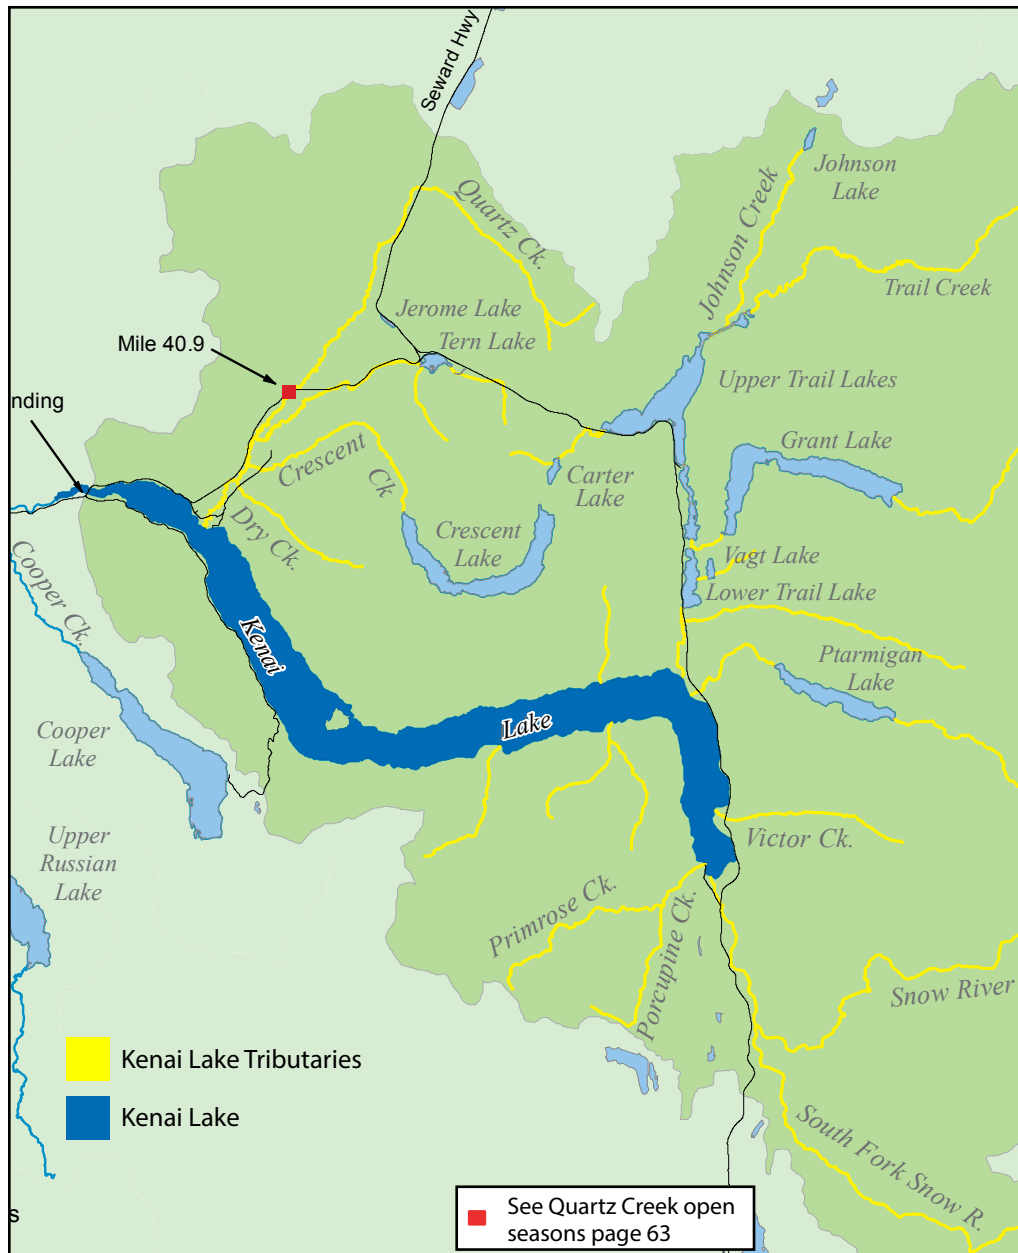 Seward Hwy
Johnson
Lake
Johnson Creek
Quartz Ck.
Trail Creek
Jerome Lake
Tern Lake
Mile 40.9
Upper Trail Lakes
nding
Grant Lake
Crescent
Ck
Carter
Lake
Crescent
Lake
Dry Ck.
Vagt Lake
Lower Trail Lake
Cooper Ck.
Kenai
Lake
Ptarmigan
Lake
Cooper
Lake
Upper
Russian
Lake
Victor Ck.
Primrose Ck.
Porcupine Ck.
Snow River
Kenai Lake Tributaries
Kenai Lake
South Fork Snow R.
s
See Quartz Creek open
seasons page 63